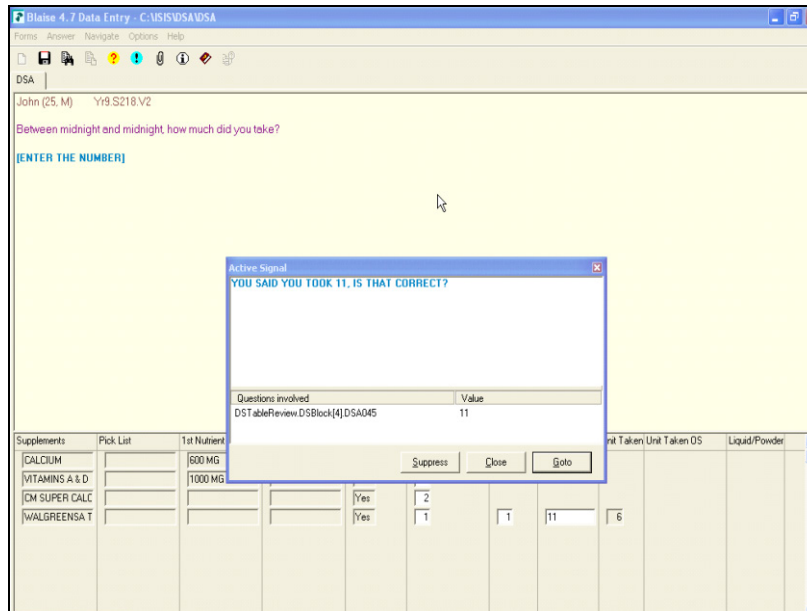 Blaise 4.7 Data Entry - C:\ISIS\DSA\DSA
Forms Answer Navigate Options Help
DSA
John (25, M) Yr9.S218.V2
Between midnight and midnight, how much did you take?
[ENTER THE NUMBER]
Active Signal
YOU SAID YOU TOOK 11, IS THAT CORRECT?
Questions involved Value
DSTableReview.DSBlock[4].DSA045 11
Suppress Close Goto
Supplements Pick List 1st Nutrient nit Taken Unit Taken OS Liquid/Powder
CALCIUM 600 MG
VITAMINS A & D 1000 MG
CM SUPER CALC Yes 2
WALGREENSA T Yes 1 1 11 6